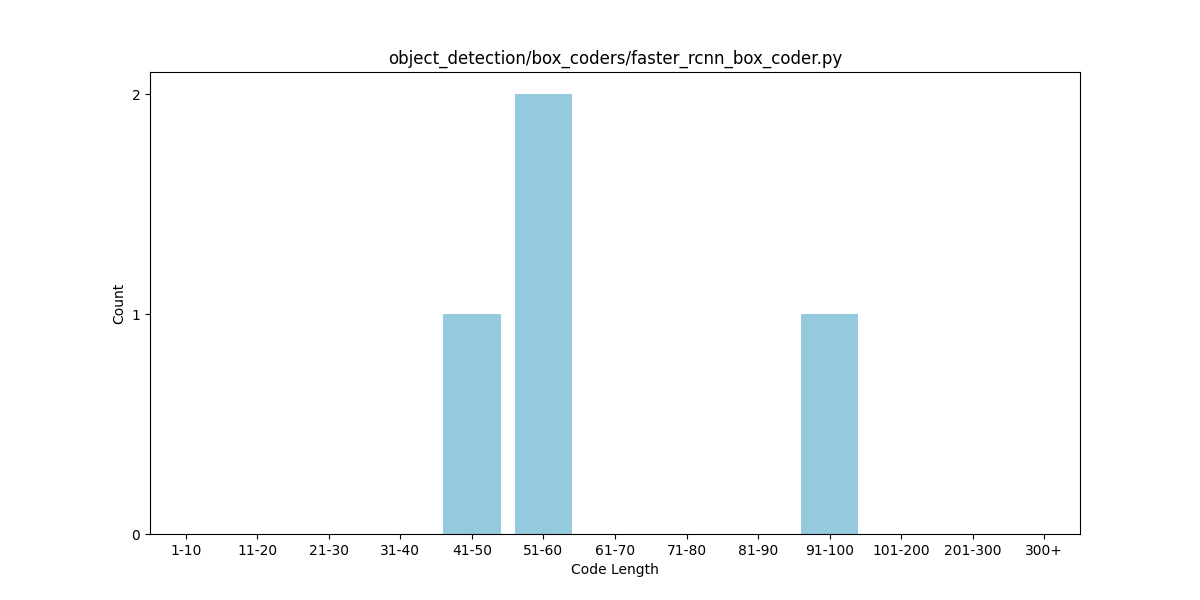 object_detection/box_coders/faster_rcnn_box_coder.py
2
1
0
Count
1-10 11-20 21-30 31-40 41-50 51-60 61-70 71-80 81-90 91-100 101-200 201-300 300+
Code Length